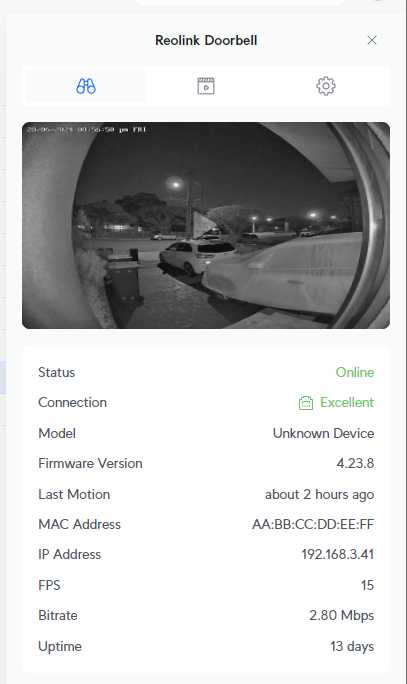 Reolink Doorbell
28/06/2024 08:56:50 pm FRI
Status Online
Connection Excellent
Model Unknown Device
Firmware Version 4.23.8
Last Motion about 2 hours ago
MAC Address AA:BB:CC:DD:EE:FF
IP Address 192.168.3.41
FPS 15
Bitrate 2.80 Mbps
Uptime 13 days